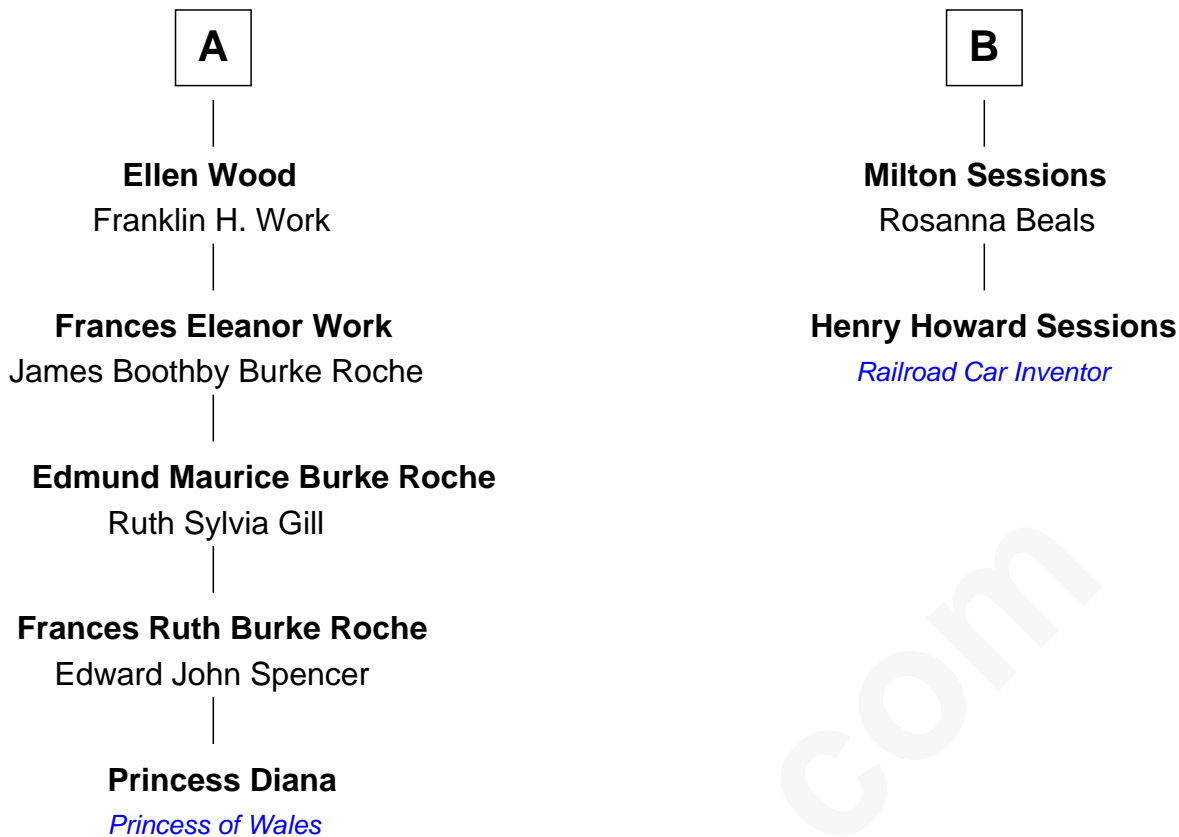 A
Ellen Wood
Franklin H. Work
Frances Eleanor Work
James Boothby Burke Roche
Edmund Maurice Burke Roche
Ruth Sylvia Gill
Frances Ruth Burke Roche
Edward John Spencer
Princess Diana
Princess of Wales
B
Milton Sessions
Rosanna Beals
Henry Howard Sessions
Railroad Car Inventor
com